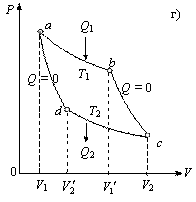 P
Q₁
г)
a
b
Q = 0
T₁
Q = 0
d
T₂
Q₂
c
0
V₁ V₂′ V₁′ V₂ V